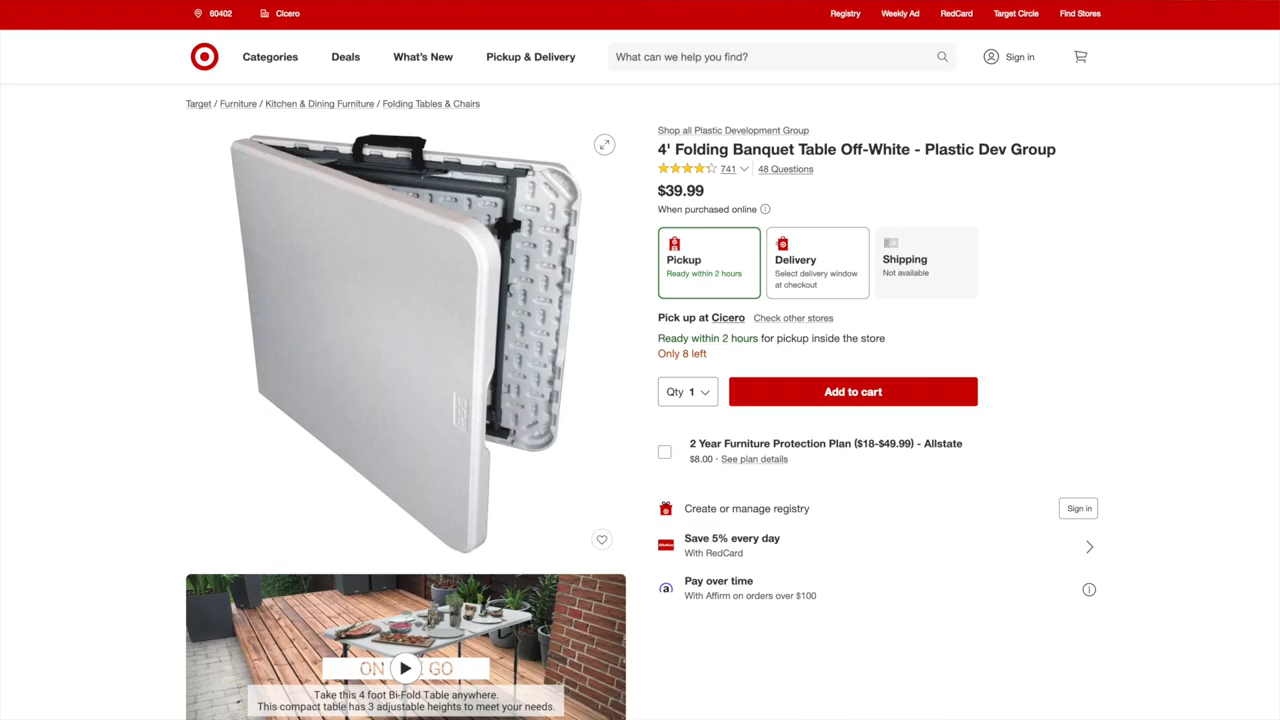 60402 Cicero Registry Weekly Ad RedCard Target Circle Find Stores
Categories Deals What's New Pickup & Delivery What can we help you find? Sign in
Target / Furniture / Kitchen & Dining Furniture / Folding Tables & Chairs
Shop all Plastic Development Group
4' Folding Banquet Table Off-White - Plastic Dev Group
741 48 Questions
$39.99
When purchased online
Pickup
Ready within 2 hours
Delivery
Select delivery window
at checkout
Shipping
Not available
Pick up at Cicero Check other stores
Ready within 2 hours for pickup inside the store
Only 8 left
Qty 1 Add to cart
2 Year Furniture Protection Plan ($18-$49.99) - Allstate
$8.00 · See plan details
Create or manage registry Sign in
Save 5% every day
With RedCard
Pay over time
With Affirm on orders over $100
ON GO
Take this 4 foot Bi-Fold Table anywhere.
This compact table has 3 adjustable heights to meet your needs.